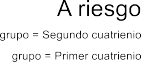 A riesgo
grupo = Segundo cuatrienio
grupo = Primer cuatrienio